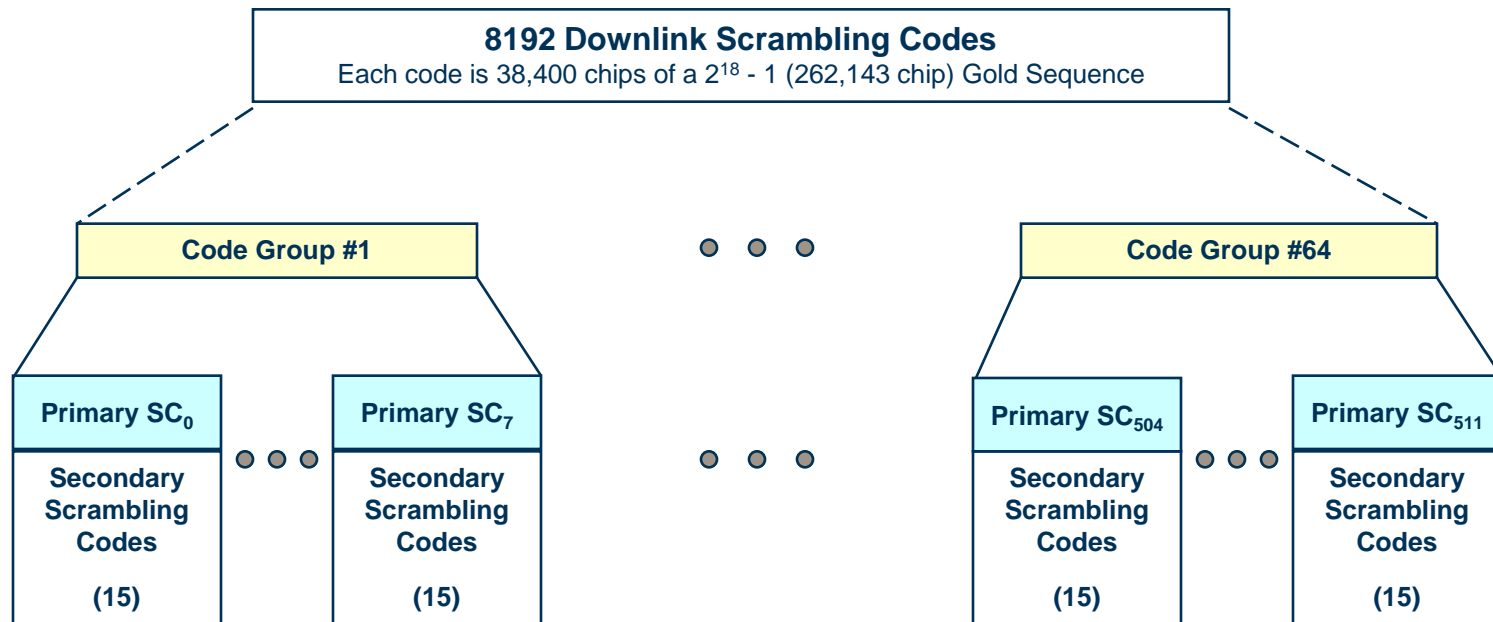 8192 Downlink Scrambling Codes
Each code is 38,400 chips of a 2¹⁸ - 1 (262,143 chip) Gold Sequence
Code Group #1
Code Group #64
Primary SC₀
Primary SC₇
Primary SC₅₀₄
Primary SC₅₁₁
Secondary
Scrambling
Codes
(15)
Secondary
Scrambling
Codes
(15)
Secondary
Scrambling
Codes
(15)
Secondary
Scrambling
Codes
(15)